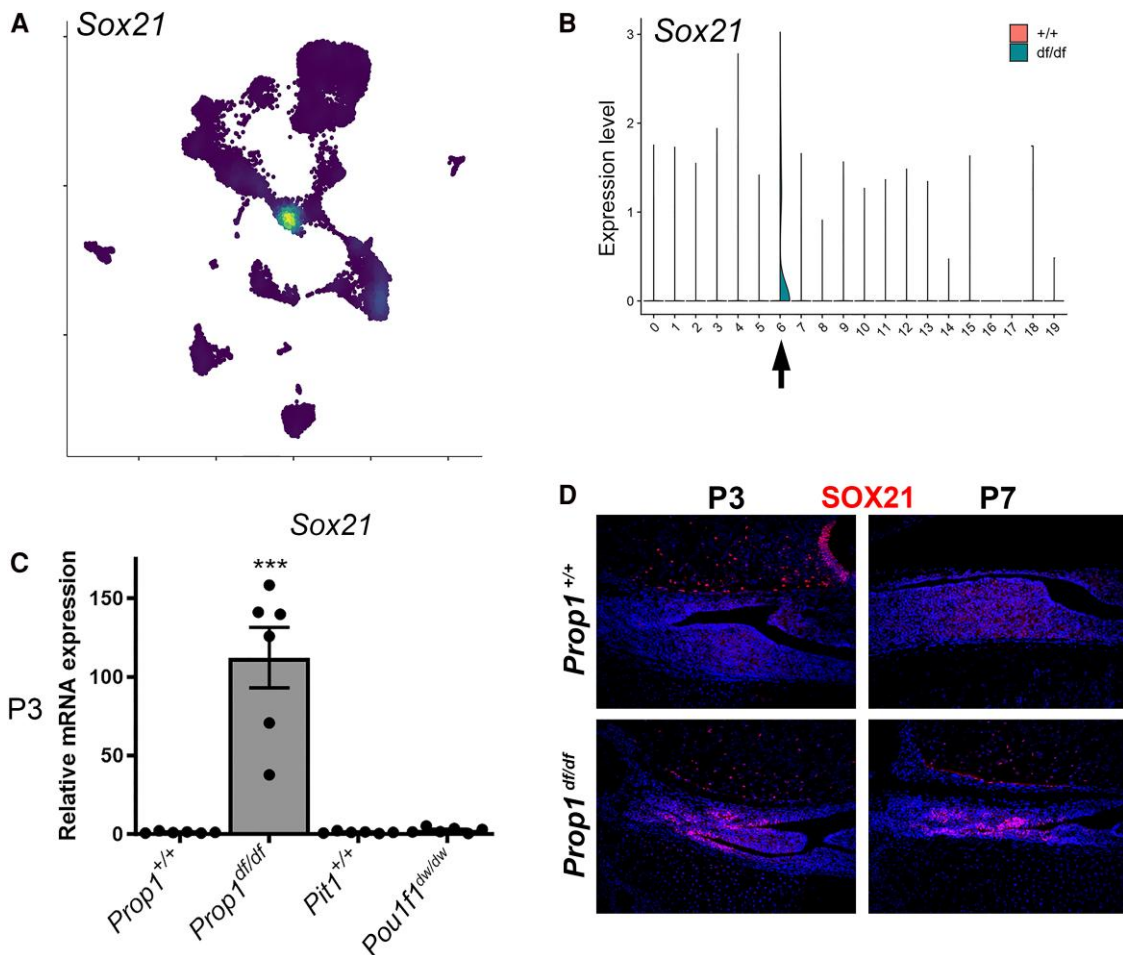 A
Sox21
B
Sox21
+/+
df/df
Expression level
3
2
1
0
0 1 2 3 4 5 6 7 8 9 10 11 12 13 14 15 16 17 18 19
C
Sox21
P3
Relative mRNA expression
***
150
100
50
0
Prop1+/+
Prop1df/df
Pit1+/+
Pou1f1dw/dw
D
P3 SOX21 P7
Prop1+/+
Prop1df/df